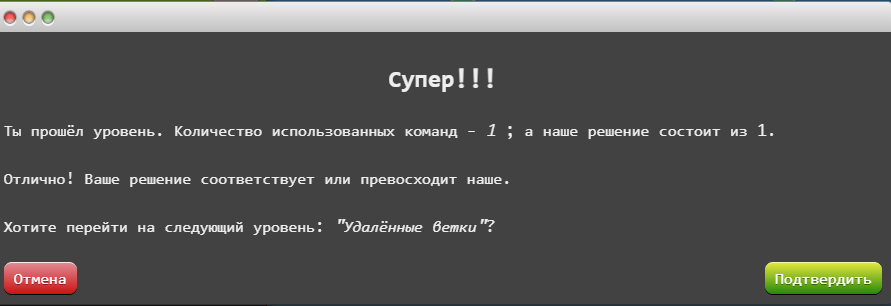 Супер!!!
Ты прошёл уровень. Количество использованных команд - 1 ; а наше решение состоит из 1.
Отлично! Ваше решение соответствует или превосходит наше.
Хотите перейти на следующий уровень: "Удалённые ветки"?
Отмена
Подтвердить